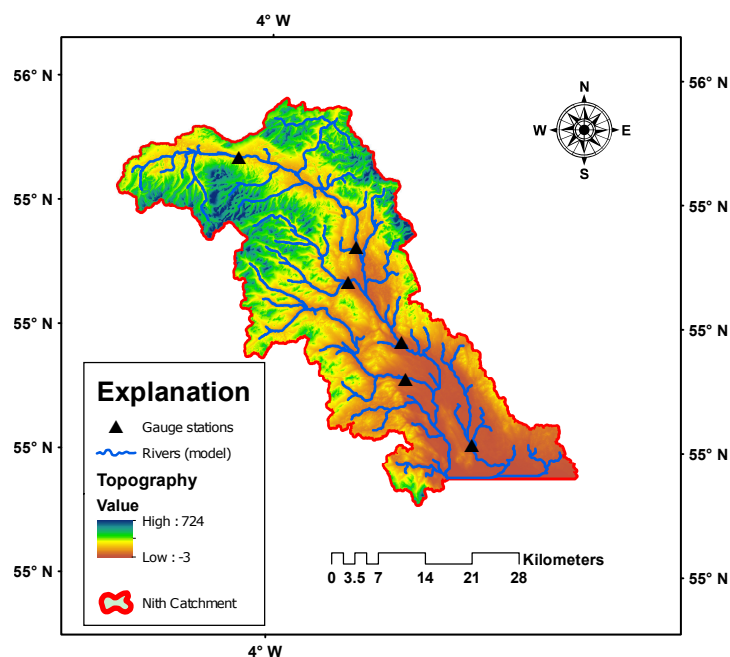 4° W
56° N
56° N
N
W
E
S
55° N
55° N
55° N
55° N
Explanation
Gauge stations
Rivers (model)
Topography
Value
High : 724
Low : -3
Nith Catchment
55° N
55° N
Kilometers
0 3.5 7 14 21 28
55° N
55° N
4° W